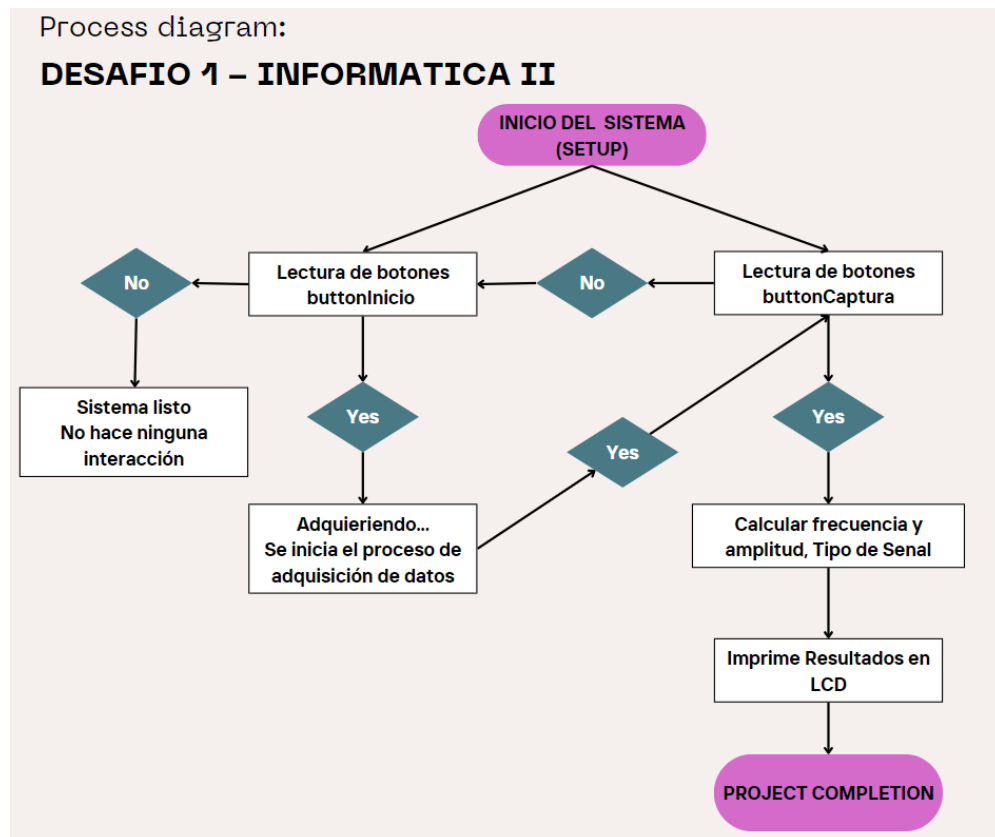 Process diagram:
DESAFIO 1 – INFORMATICA II
INICIO DEL SISTEMA
(SETUP)
No
Lectura de botones
buttonInicio
No
Lectura de botones
buttonCaptura
Sistema listo
No hace ninguna
interacción
Yes
Yes
Yes
Adquieriendo...
Se inicia el proceso de
adquisición de datos
Calcular frecuencia y
amplitud, Tipo de Senal
Imprime Resultados en
LCD
PROJECT COMPLETION